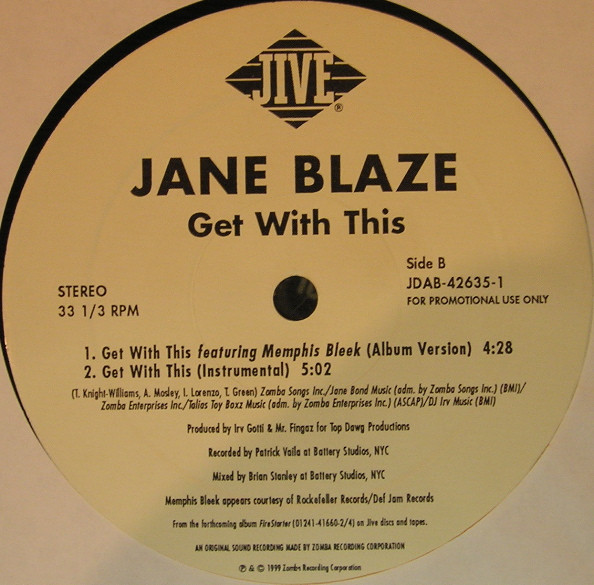 JIVE®
JANE BLAZE
Get With This
Side B
STEREO
JDAB-42635-1
33 1/3 RPM
FOR PROMOTIONAL USE ONLY
1. Get With This featuring Memphis Bleek (Album Version) 4:28
2. Get With This (Instrumental) 5:02
(T. Knight-Williams, A. Mosley, I. Lorenzo, T. Green) Zomba Songs Inc./Jane Bond Music (adm. by Zomba Songs Inc.) (BMI)/
Zomba Enterprises Inc./Talias Toy Boxz Music (adm. by Zomba Enterprises Inc.) (ASCAP)/DJ Irv Music (BMI)
Produced by Irv Gotti & Mr. Fingaz for Top Dawg Productions
Recorded by Patrick Vaila at Battery Studios, NYC
Mixed by Brian Stanley at Battery Studios, NYC
Memphis Bleek appears courtesy of Rockefeller Records/Def Jam Records
From the forthcoming album FireStarter (01241-41660-2/4) on Jive discs and tapes.
AN ORIGINAL SOUND RECORDING MADE BY ZOMBA RECORDING CORPORATION
℗ & © 1999 Zomba Recording Corporation